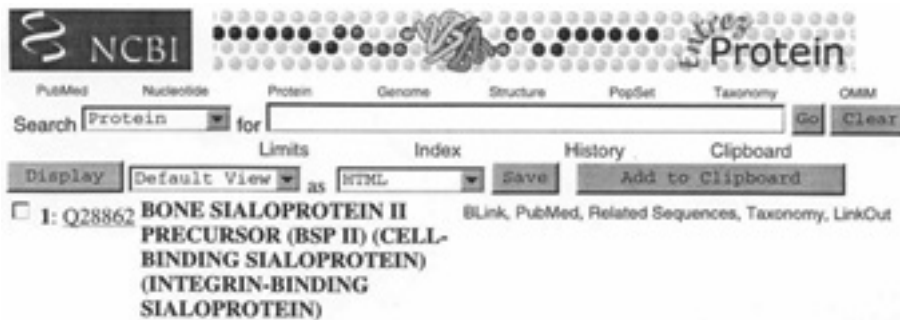 NCBI
Entrez
Protein
PubMed Nucleotide Protein Genome Structure PopSet Taxonomy OMIM
Search Protein for Go Clear
Limits Index History Clipboard
Display Default View as HTML Save Add to Clipboard
1: Q28862 BONE SIALOPROTEIN II BLink, PubMed, Related Sequences, Taxonomy, LinkOut
PRECURSOR (BSP II) (CELL-
BINDING SIALOPROTEIN)
(INTEGRIN-BINDING
SIALOPROTEIN)